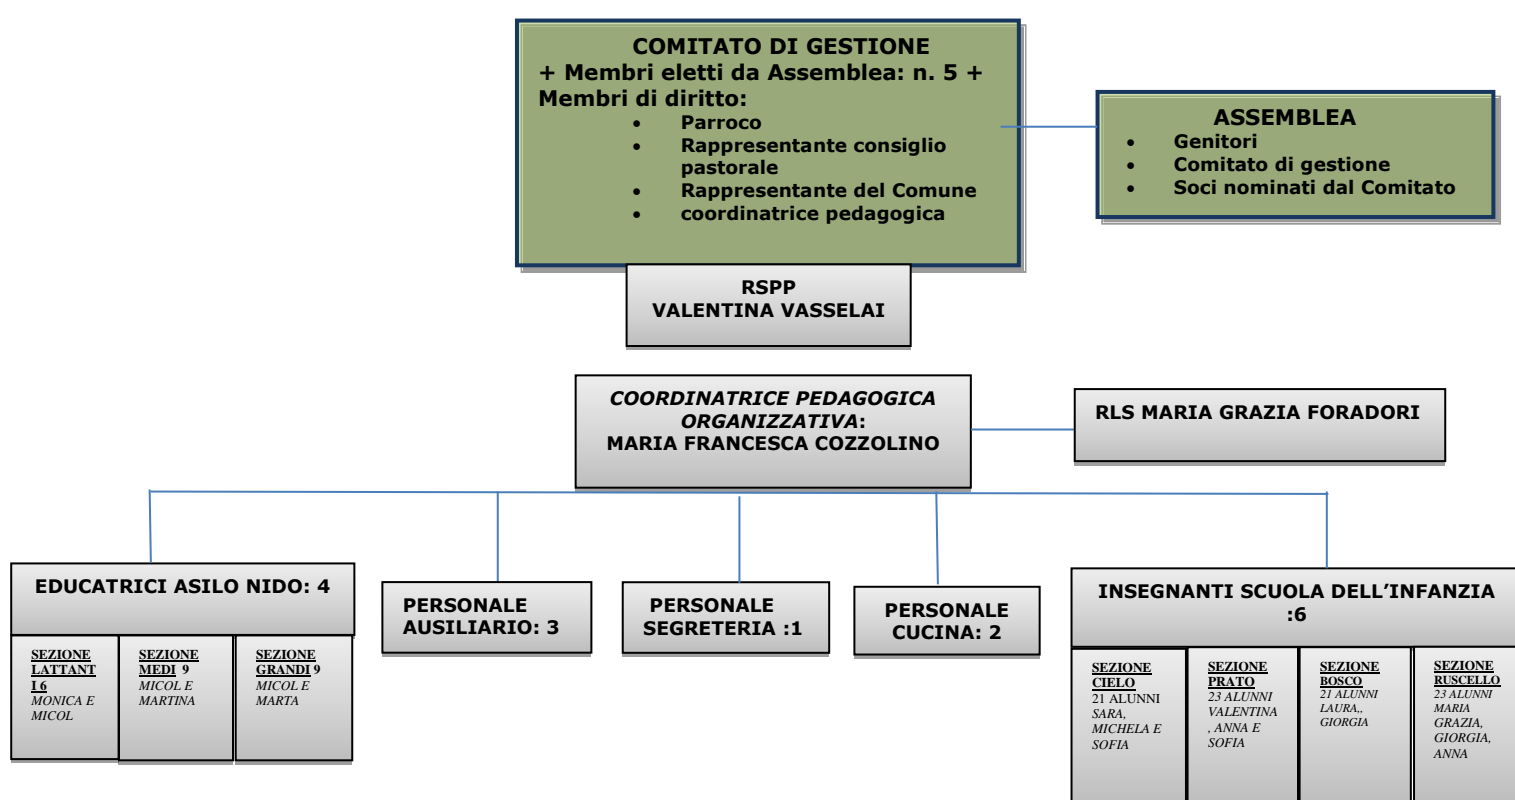 COMITATO DI GESTIONE
+ Membri eletti da Assemblea: n. 5 +
Membri di diritto:
• Parroco
• Rappresentante consiglio
pastorale
• Rappresentante del Comune
• coordinatrice pedagogica
ASSEMBLEA
• Genitori
• Comitato di gestione
• Soci nominati dal Comitato
RSPP
VALENTINA VASSELAI
COORDINATRICE PEDAGOGICA
ORGANIZZATIVA:
MARIA FRANCESCA COZZOLINO
RLS MARIA GRAZIA FORADORI
EDUCATRICI ASILO NIDO: 4
SEZIONE
LATTANT
I 6
MONICA E
MICOL
SEZIONE
MEDI 9
MICOL E
MARTINA
SEZIONE
GRANDI 9
MICOL E
MARTA
PERSONALE
AUSILIARIO: 3
PERSONALE
SEGRETERIA :1
PERSONALE
CUCINA: 2
INSEGNANTI SCUOLA DELL’INFANZIA
:6
SEZIONE
CIELO
21 ALUNNI
SARA,
MICHELA E
SOFIA
SEZIONE
PRATO
23 ALUNNI
VALENTINA
, ANNA E
SOFIA
SEZIONE
BOSCO
21 ALUNNI
LAURA,,
GIORGIA
SEZIONE
RUSCELLO
23 ALUNNI
MARIA
GRAZIA,
GIORGIA,
ANNA